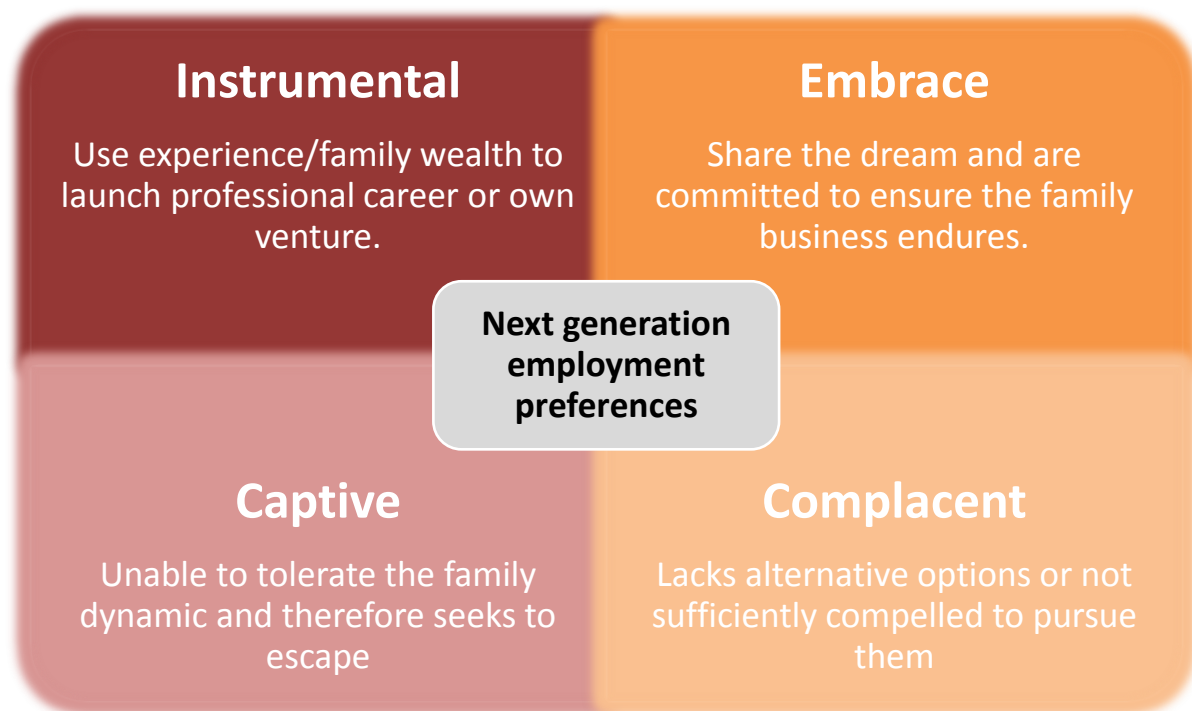 Instrumental
Use experience/family wealth to
launch professional career or own
venture.
Embrace
Share the dream and are
committed to ensure the family
business endures.
Next generation
employment
preferences
Captive
Unable to tolerate the family
dynamic and therefore seeks to
escape
Complacent
Lacks alternative options or not
sufficiently compelled to pursue
them